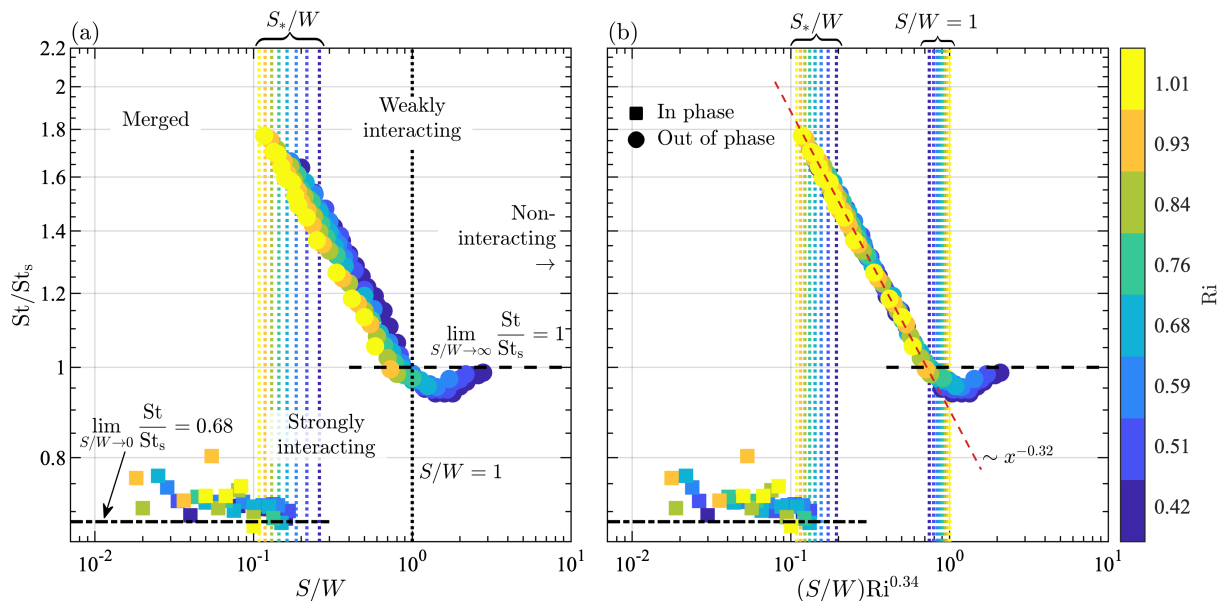 (a)
S*/W
2.2
2
1.8
1.6
1.4
1.2
1
0.8
St/St_s
Merged
Weakly
interacting
Non-
interacting
→
lim S/W→∞ St/St_s = 1
lim S/W→0 St/St_s = 0.68
Strongly
interacting
S/W = 1
10^-2
10^-1
10^0
10^1
S/W
(b)
S*/W
S/W = 1
In phase
Out of phase
~ x^-0.32
10^-2
10^-1
10^0
10^1
(S/W)Ri^0.34
1.01
0.93
0.84
0.76
0.68
0.59
0.51
0.42
Ri